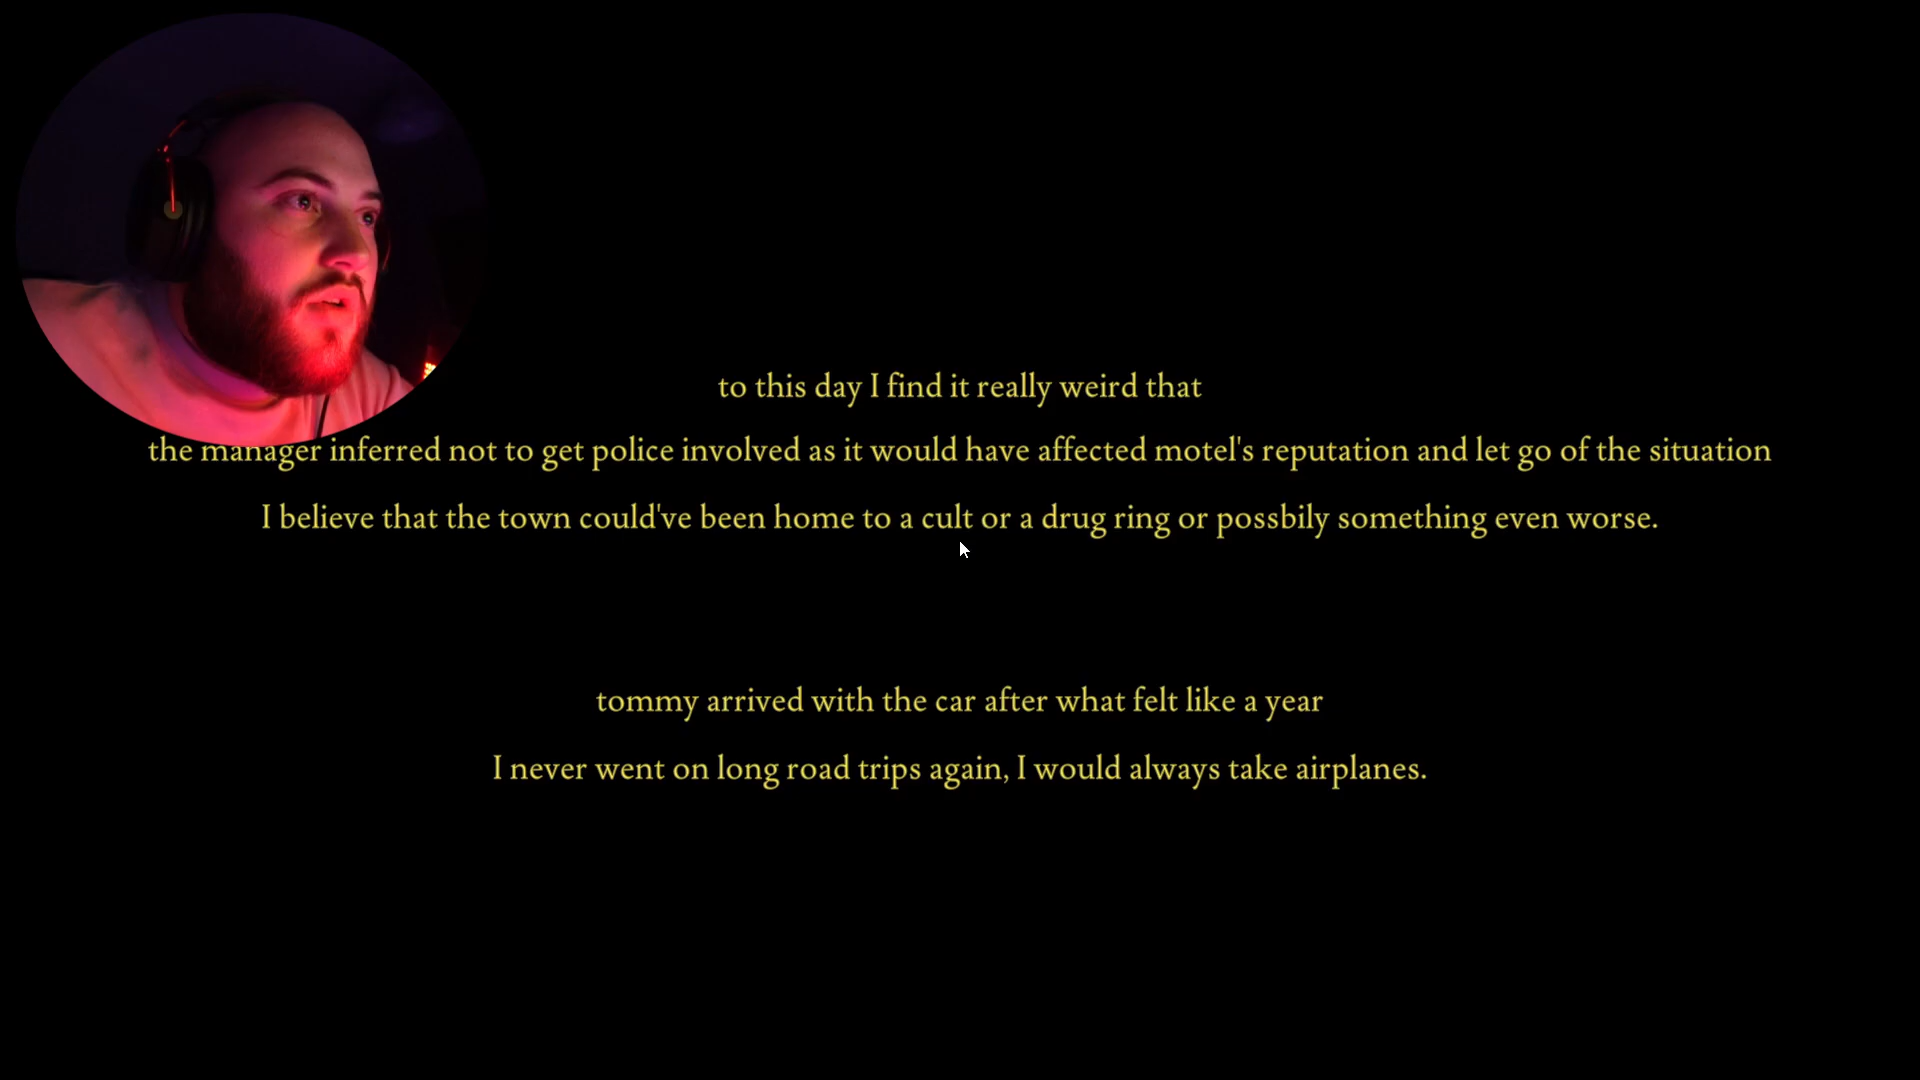 to this day I find it really weird that
the manager inferred not to get police involved as it would have affected motel's reputation and let go of the situation
I believe that the town could've been home to a cult or a drug ring or possbily something even worse.
tommy arrived with the car after what felt like a year
I never went on long road trips again, I would always take airplanes.